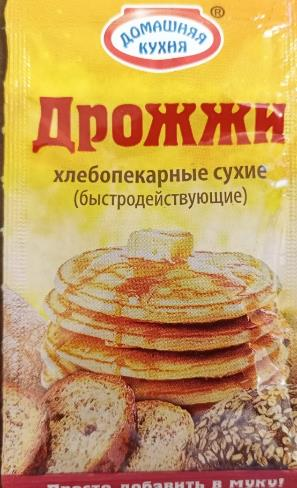 ДОМАШНЯЯ
КУХНЯ
®
Дрожжи
хлебопекарные сухие
(быстродействующие)
Просто добавить в муку!